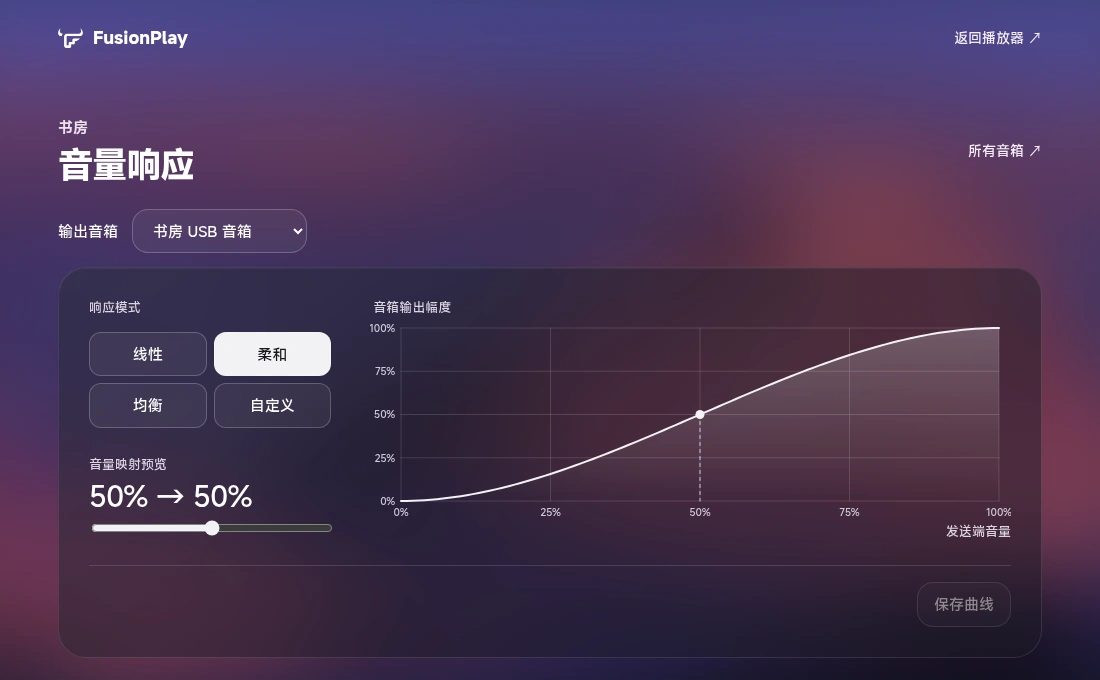 FusionPlay
返回播放器 ↗
书房
音量响应
所有音箱 ↗
输出音箱
书房 USB 音箱
响应模式
线性
柔和
均衡
自定义
音量映射预览
50% → 50%
音箱输出幅度
100%
75%
50%
25%
0%
0% 25% 50% 75% 100%
发送端音量
保存曲线